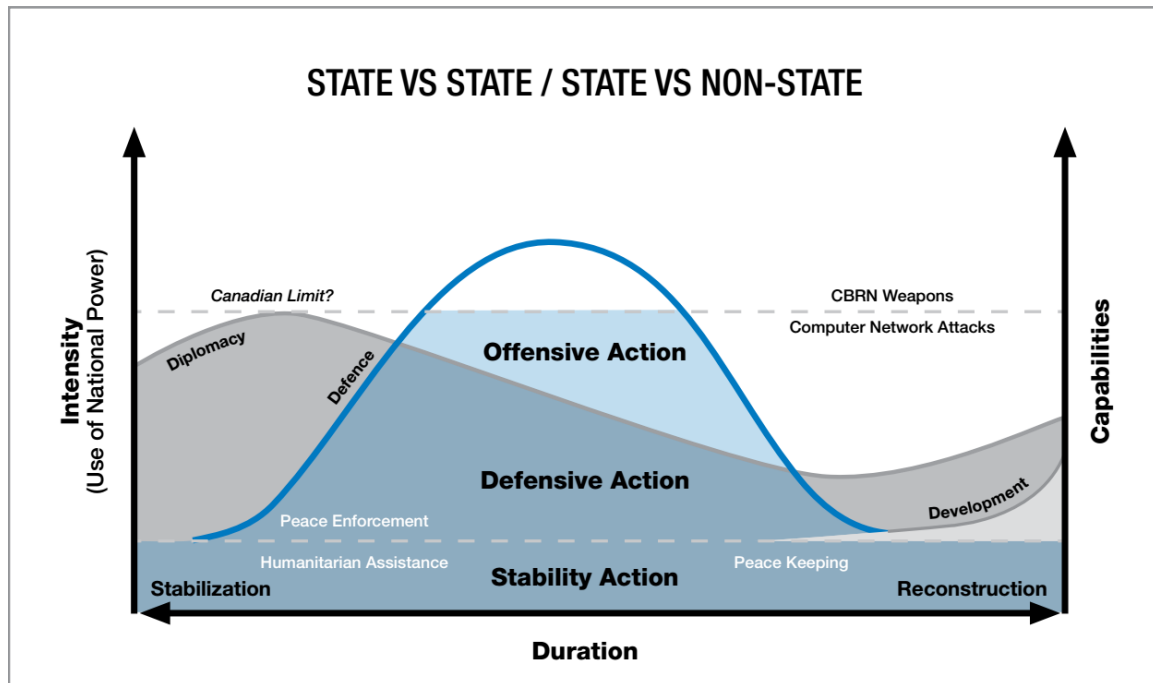 STATE VS STATE / STATE VS NON-STATE
Intensity
(Use of National Power)
Capabilities
Canadian Limit?
CBRN Weapons
Computer Network Attacks
Diplomacy
Defence
Offensive Action
Defensive Action
Development
Peace Enforcement
Humanitarian Assistance
Peace Keeping
Stability Action
Stabilization
Reconstruction
Duration